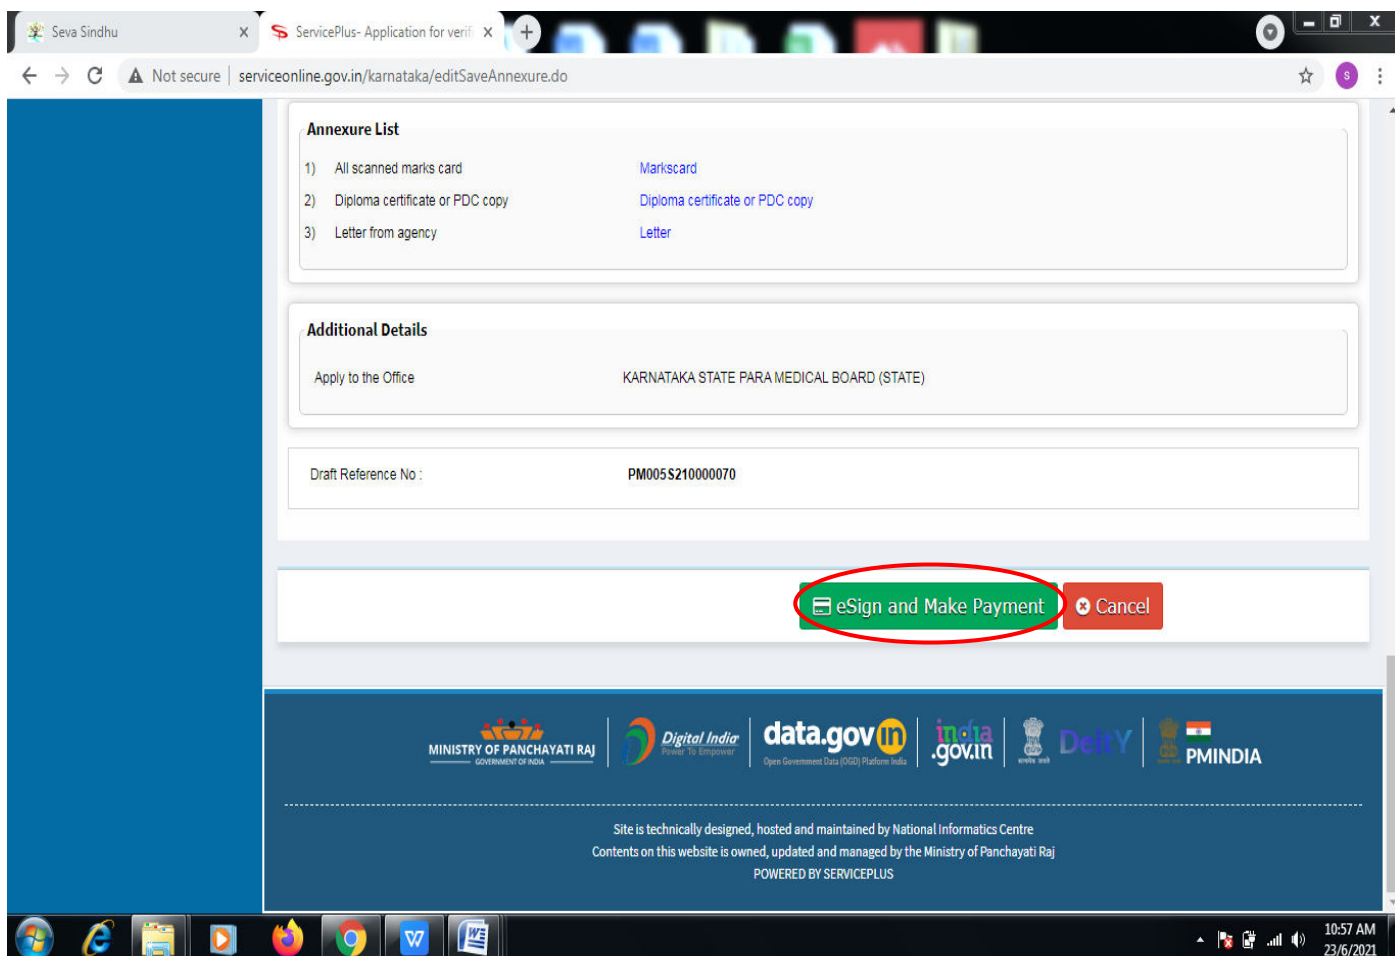 Seva Sindhu
ServicePlus- Application for verifi
Not secure | serviceonline.gov.in/karnataka/editSaveAnnexure.do
S
Annexure List
1) All scanned marks card Markscard
2) Diploma certificate or PDC copy Diploma certificate or PDC copy
3) Letter from agency Letter
Additional Details
Apply to the Office KARNATAKA STATE PARA MEDICAL BOARD (STATE)
Draft Reference No : PM005S210000070
eSign and Make Payment Cancel
MINISTRY OF PANCHAYATI RAJ
GOVERNMENT OF INDIA
Digital India
Power To Empower
data.gov in
Open Government Data (OGD) Platform India
india
.gov.in
सत्यमेव जयते
DeitY
PMINDIA
Site is technically designed, hosted and maintained by National Informatics Centre
Contents on this website is owned, updated and managed by the Ministry of Panchayati Raj
POWERED BY SERVICEPLUS
W
10:57 AM
23/6/2021